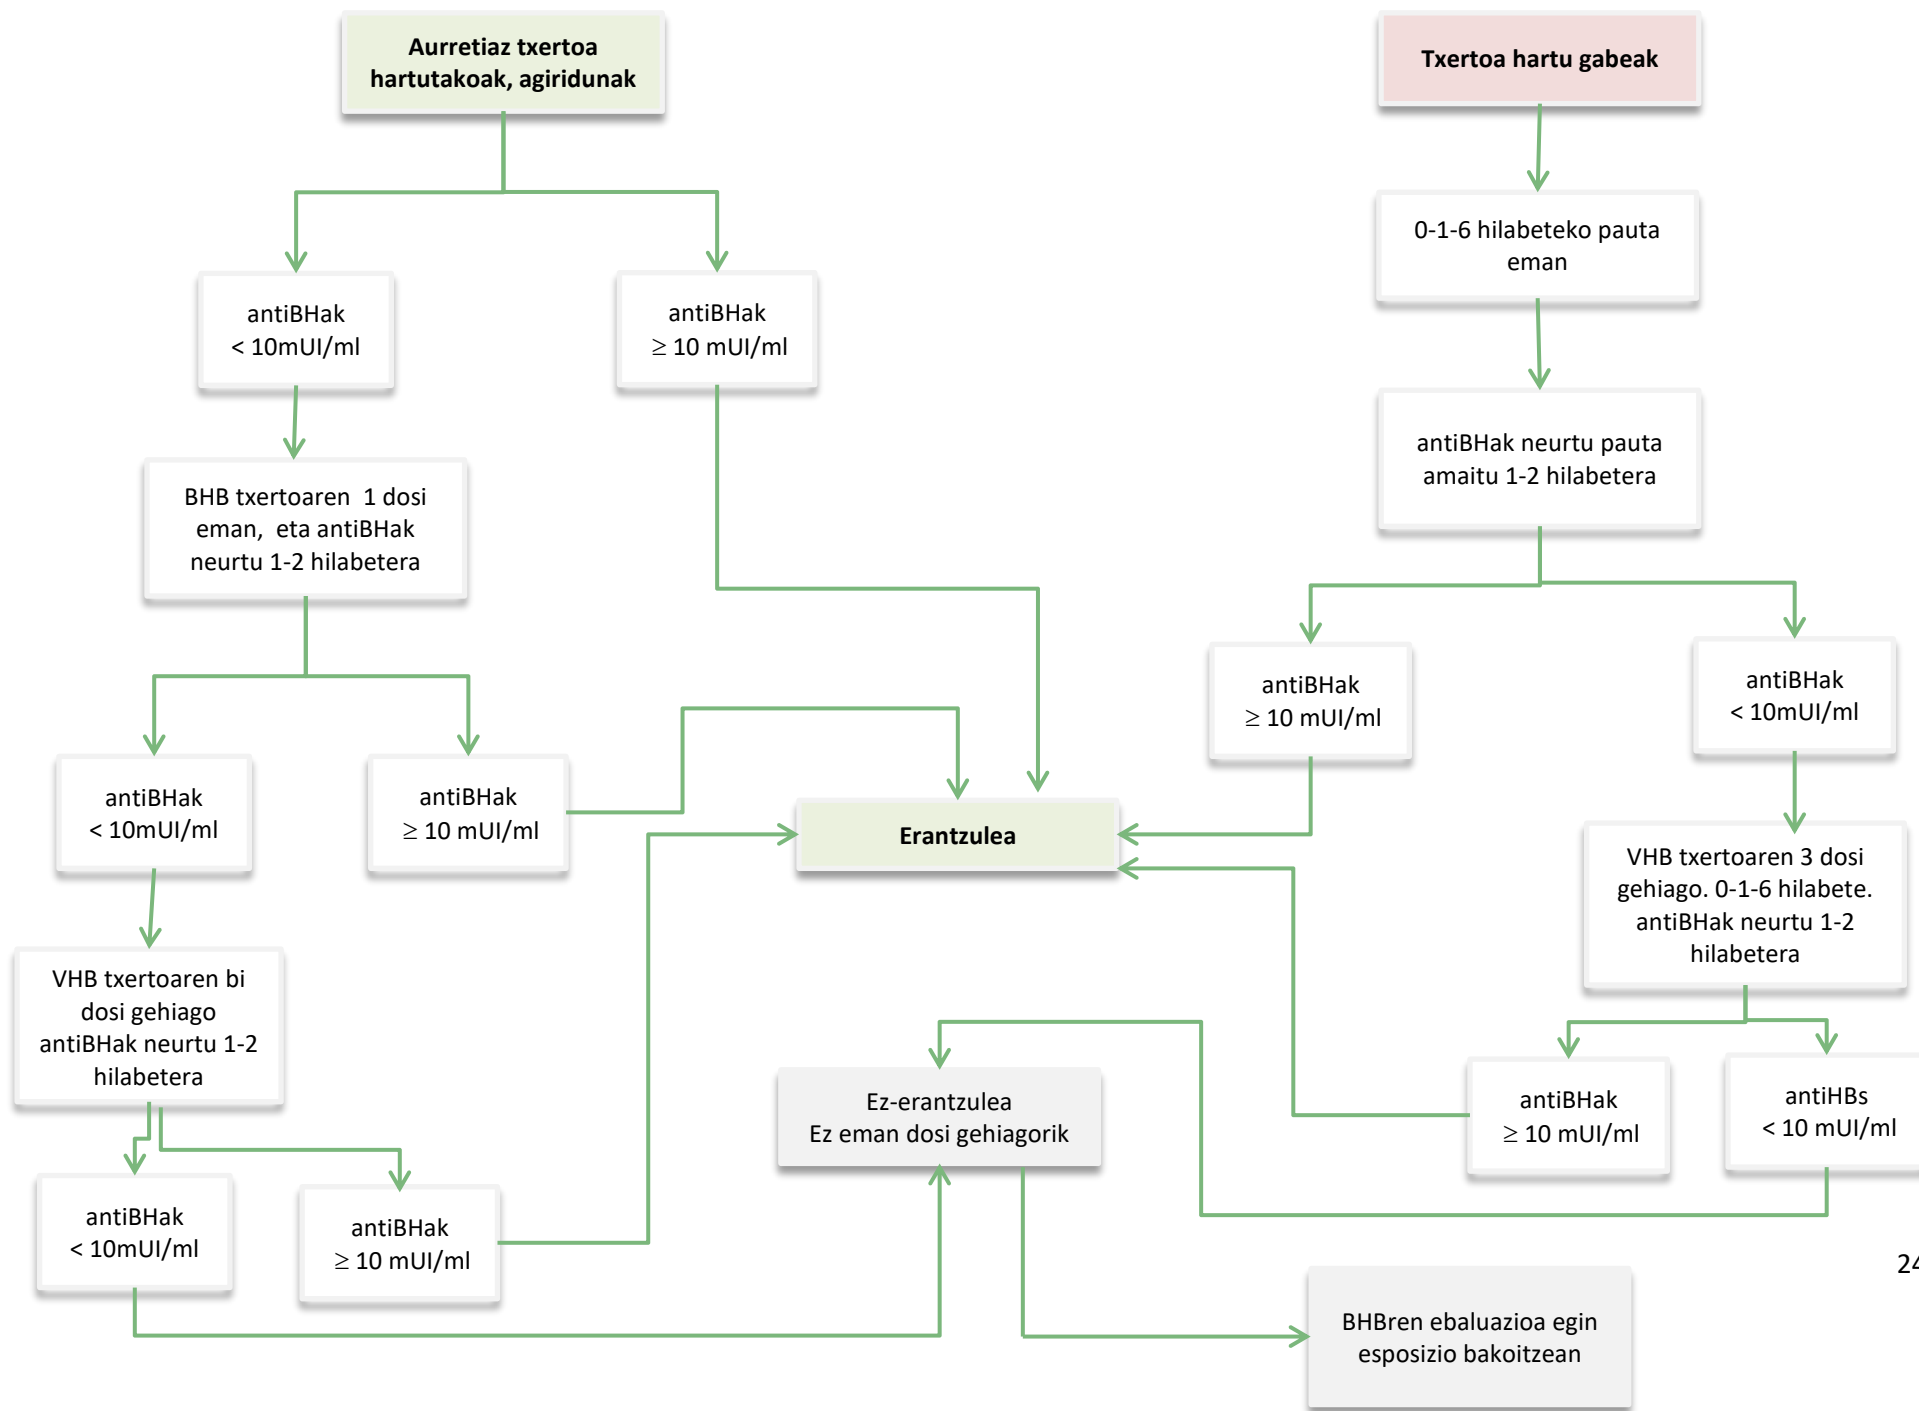 Aurretiaz txertoa
hartutakoak, agiridunak
Txertoa hartu gabeak
0-1-6 hilabeteko pauta
eman
antiBHak
< 10mUI/ml
antiBHak
≥ 10 mUI/ml
antiBHak neurtu pauta
amaitu 1-2 hilabetera
BHB txertoaren 1 dosi
eman, eta antiBHak
neurtu 1-2 hilabetera
antiBHak
≥ 10 mUI/ml
antiBHak
< 10mUI/ml
antiBHak
< 10mUI/ml
antiBHak
≥ 10 mUI/ml
Erantzulea
VHB txertoaren 3 dosi
gehiago. 0-1-6 hilabete.
antiBHak neurtu 1-2
hilabetera
VHB txertoaren bi
dosi gehiago
antiBHak neurtu 1-2
hilabetera
Ez-erantzulea
Ez eman dosi gehiagorik
antiBHak
≥ 10 mUI/ml
antiHBs
< 10 mUI/ml
antiBHak
< 10mUI/ml
antiBHak
≥ 10 mUI/ml
24
BHBren ebaluazioa egin
esposizio bakoitzean